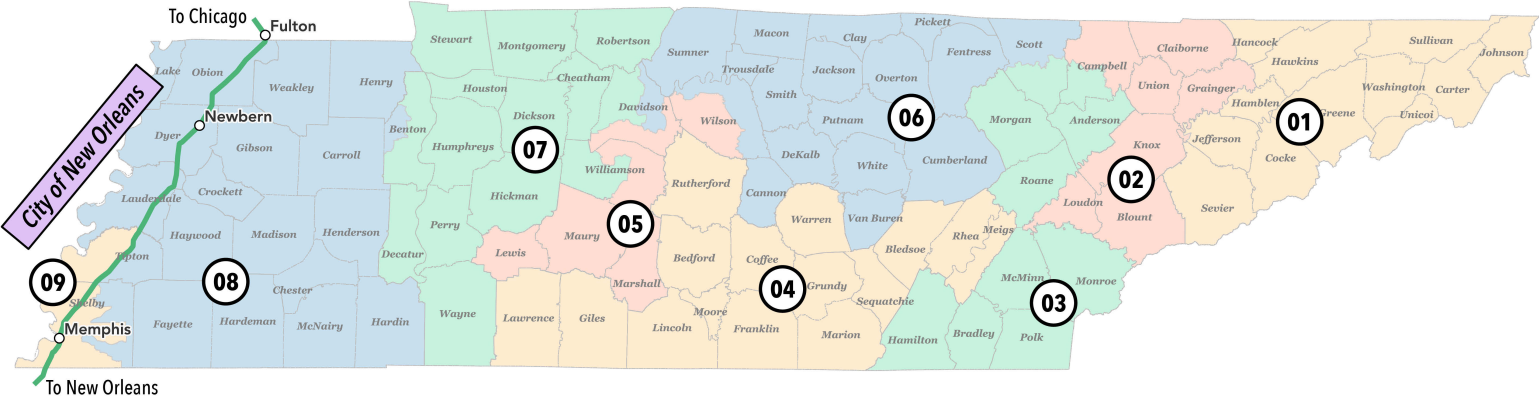 To Chicago
Fulton
City of New Orleans
Newbern
Memphis
To New Orleans
Lake
Obion
Weakley
Henry
Dyer
Gibson
Carroll
Benton
Lauderdale
Crockett
Haywood
Madison
Henderson
Decatur
Tipton
Shelby
Fayette
Hardeman
Chester
McNairy
Hardin
09
08
Stewart
Montgomery
Robertson
Houston
Cheatham
Dickson
Davidson
Humphreys
07
Williamson
Hickman
Perry
Wayne
Wilson
Rutherford
05
Maury
Lewis
Marshall
Sumner
Macon
Clay
Pickett
Scott
Trousdale
Jackson
Overton
Fentress
Smith
Putnam
06
DeKalb
White
Cumberland
Cannon
Van Buren
Warren
Bedford
Coffee
04
Grundy
Bledsoe
Rhea
Meigs
Sequatchie
Lawrence
Giles
Lincoln
Moore
Franklin
Marion
Hamilton
Bradley
Polk
McMinn
Monroe
03
Morgan
Anderson
Roane
Campbell
Claiborne
Union
Grainger
Knox
02
Loudon
Blount
Hancock
Hawkins
Sullivan
Johnson
Hamblen
Greene
Washington
Carter
Unicoi
01
Jefferson
Cocke
Sevier